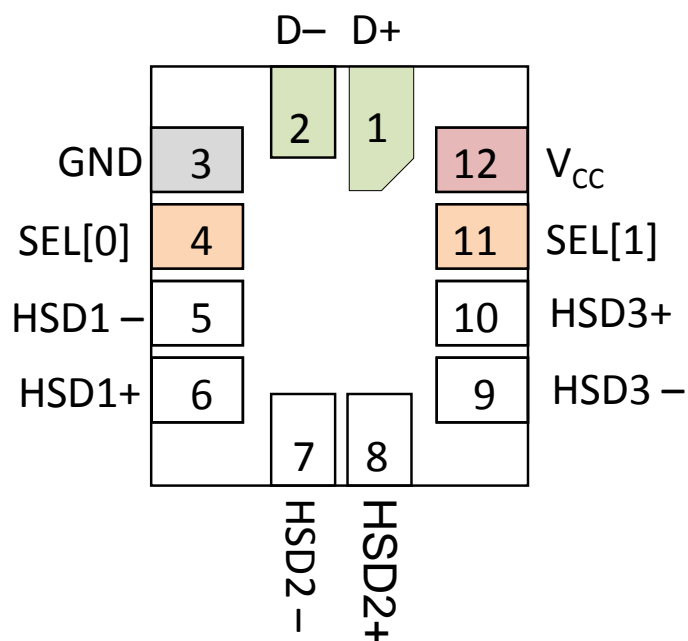 D– D+
2 1
GND 3 12 V_CC
SEL[0] 4 11 SEL[1]
HSD1 – 5 10 HSD3+
HSD1+ 6 9 HSD3 –
7 8
HSD2 –
HSD2+